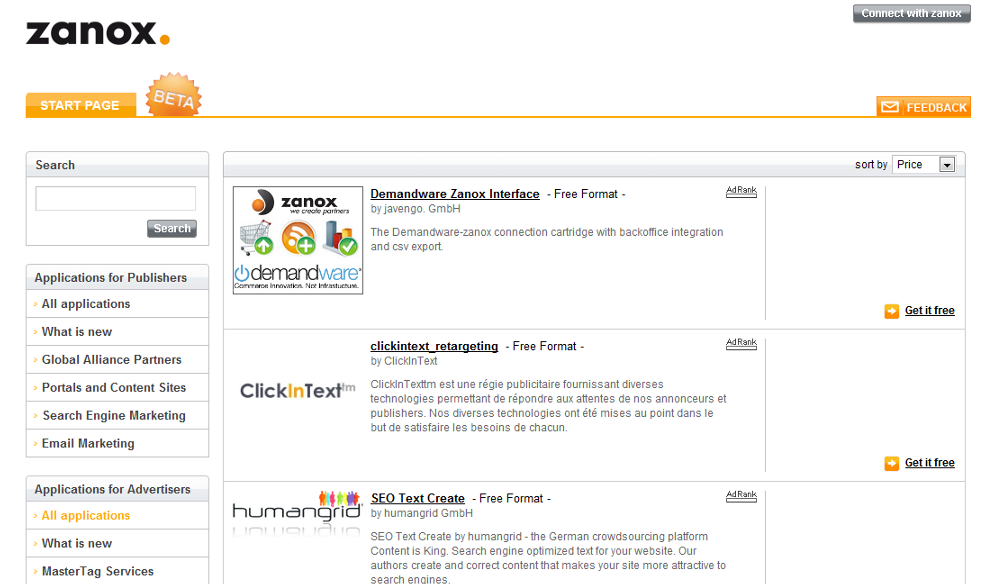 Connect with zanox
zanox.
START PAGE
BETA
FEEDBACK
Search
Search
Applications for Publishers
All applications
What is new
Global Alliance Partners
Portals and Content Sites
Search Engine Marketing
Email Marketing
Applications for Advertisers
All applications
What is new
MasterTag Services
sort by Price
zanox
we create partners
demandware
Commerce Innovation. Not Infrastucture.
Demandware Zanox Interface - Free Format -
by javengo. GmbH
The Demandware-zanox connection cartridge with backoffice integration
and csv export.
AdRank
Get it free
ClickInText™
clickintext_retargeting - Free Format -
by ClickInText
ClickInTexttm est une régie publicitaire fournissant diverses
technologies permettant de répondre aux attentes de nos annonceurs et
publishers. Nos diverses technologies ont été mises au point dans le
but de satisfaire les besoins de chacun.
AdRank
Get it free
humangrid
SEO Text Create - Free Format -
by humangrid GmbH
SEO Text Create by humangrid - the German crowdsourcing platform
Content is King. Search engine optimized text for your website. Our
authors create and correct content that makes your site more attractive to
search engines.
AdRank